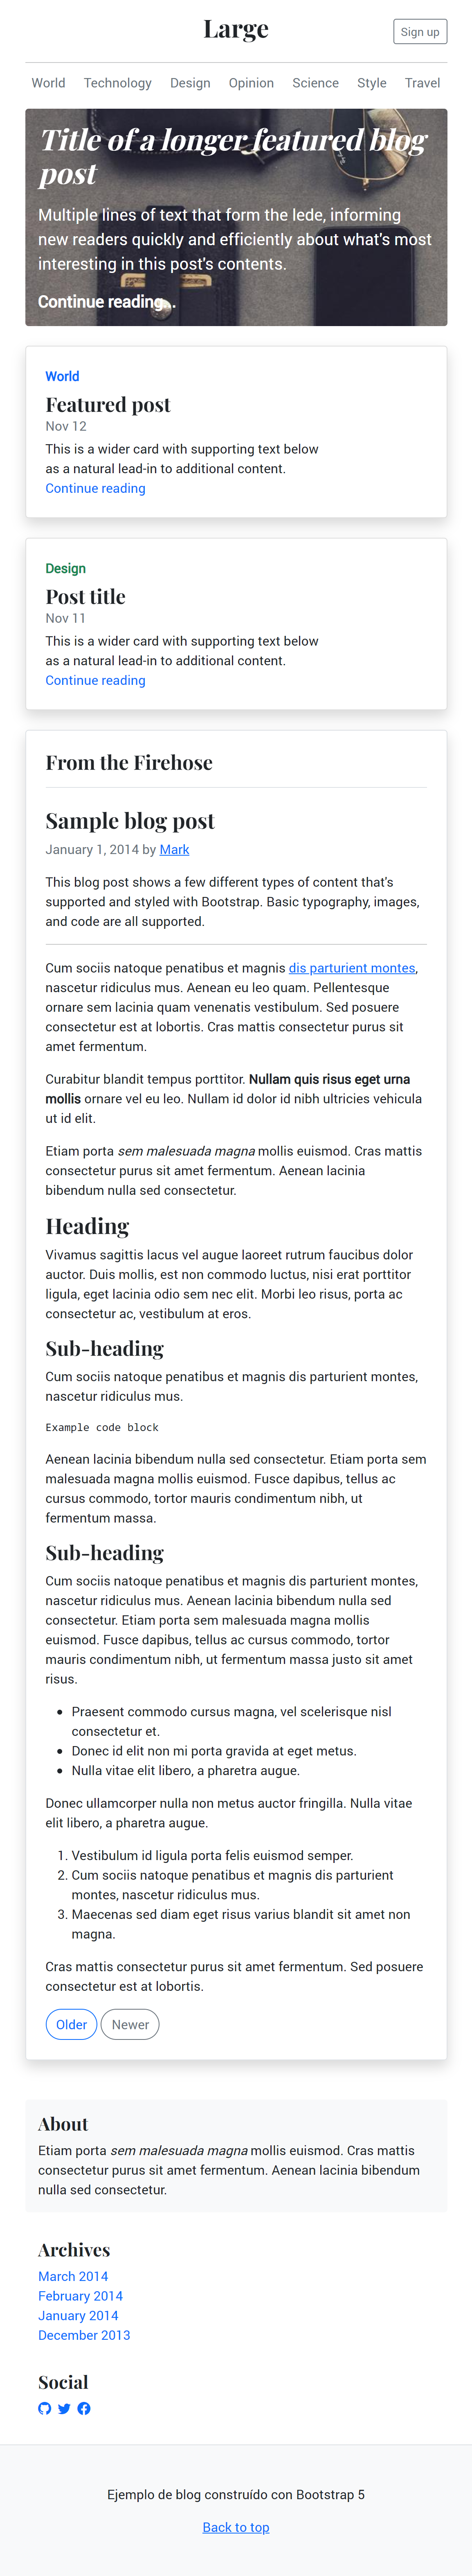 Large
Sign up
World Technology Design Opinion Science Style Travel
Title of a longer featured blog
post
Multiple lines of text that form the lede, informing
new readers quickly and efficiently about what's most
interesting in this post's contents.
Continue reading...
World
Featured post
Nov 12
This is a wider card with supporting text below
as a natural lead-in to additional content.
Continue reading
Design
Post title
Nov 11
This is a wider card with supporting text below
as a natural lead-in to additional content.
Continue reading
From the Firehose
Sample blog post
January 1, 2014 by Mark
This blog post shows a few different types of content that's
supported and styled with Bootstrap. Basic typography, images,
and code are all supported.
Cum sociis natoque penatibus et magnis dis parturient montes,
nascetur ridiculus mus. Aenean eu leo quam. Pellentesque
ornare sem lacinia quam venenatis vestibulum. Sed posuere
consectetur est at lobortis. Cras mattis consectetur purus sit
amet fermentum.
Curabitur blandit tempus porttitor. Nullam quis risus eget urna
mollis ornare vel eu leo. Nullam id dolor id nibh ultricies vehicula
ut id elit.
Etiam porta sem malesuada magna mollis euismod. Cras mattis
consectetur purus sit amet fermentum. Aenean lacinia
bibendum nulla sed consectetur.
Heading
Vivamus sagittis lacus vel augue laoreet rutrum faucibus dolor
auctor. Duis mollis, est non commodo luctus, nisi erat porttitor
ligula, eget lacinia odio sem nec elit. Morbi leo risus, porta ac
consectetur ac, vestibulum at eros.
Sub-heading
Cum sociis natoque penatibus et magnis dis parturient montes,
nascetur ridiculus mus.
Example code block
Aenean lacinia bibendum nulla sed consectetur. Etiam porta sem
malesuada magna mollis euismod. Fusce dapibus, tellus ac
cursus commodo, tortor mauris condimentum nibh, ut
fermentum massa.
Sub-heading
Cum sociis natoque penatibus et magnis dis parturient montes,
nascetur ridiculus mus. Aenean lacinia bibendum nulla sed
consectetur. Etiam porta sem malesuada magna mollis
euismod. Fusce dapibus, tellus ac cursus commodo, tortor
mauris condimentum nibh, ut fermentum massa justo sit amet
risus.
• Praesent commodo cursus magna, vel scelerisque nisl
consectetur et.
• Donec id elit non mi porta gravida at eget metus.
• Nulla vitae elit libero, a pharetra augue.
Donec ullamcorper nulla non metus auctor fringilla. Nulla vitae
elit libero, a pharetra augue.
1. Vestibulum id ligula porta felis euismod semper.
2. Cum sociis natoque penatibus et magnis dis parturient
montes, nascetur ridiculus mus.
3. Maecenas sed diam eget risus varius blandit sit amet non
magna.
Cras mattis consectetur purus sit amet fermentum. Sed posuere
consectetur est at lobortis.
Older Newer
About
Etiam porta sem malesuada magna mollis euismod. Cras mattis
consectetur purus sit amet fermentum. Aenean lacinia bibendum
nulla sed consectetur.
Archives
March 2014
February 2014
January 2014
December 2013
Social
Ejemplo de blog construído con Bootstrap 5
Back to top